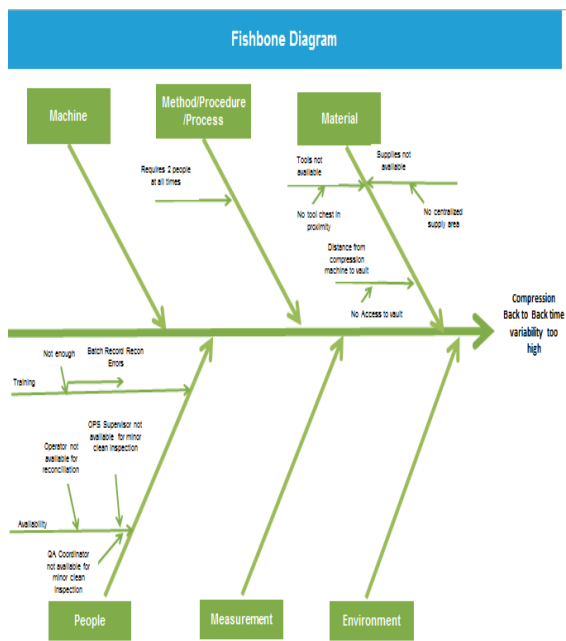 Fishbone Diagram
Machine
Method/Procedure
/Process
Material
Requires 2 people
at all times
Tools not
available
Supplies not
available
No tool chest in
proximity
No centralized
supply area
Distance from
compression
machine to vault
No Access to vault
Compression
Back to Back time
variability too
high
Not enough
Batch Record Recon
Errors
Training
OPS Supervisor not
available for minor
clean inspection
Operator not
available for
reconciliation
Availability
QA Coordinator
not available for
minor clean
inspection
People
Measurement
Environment